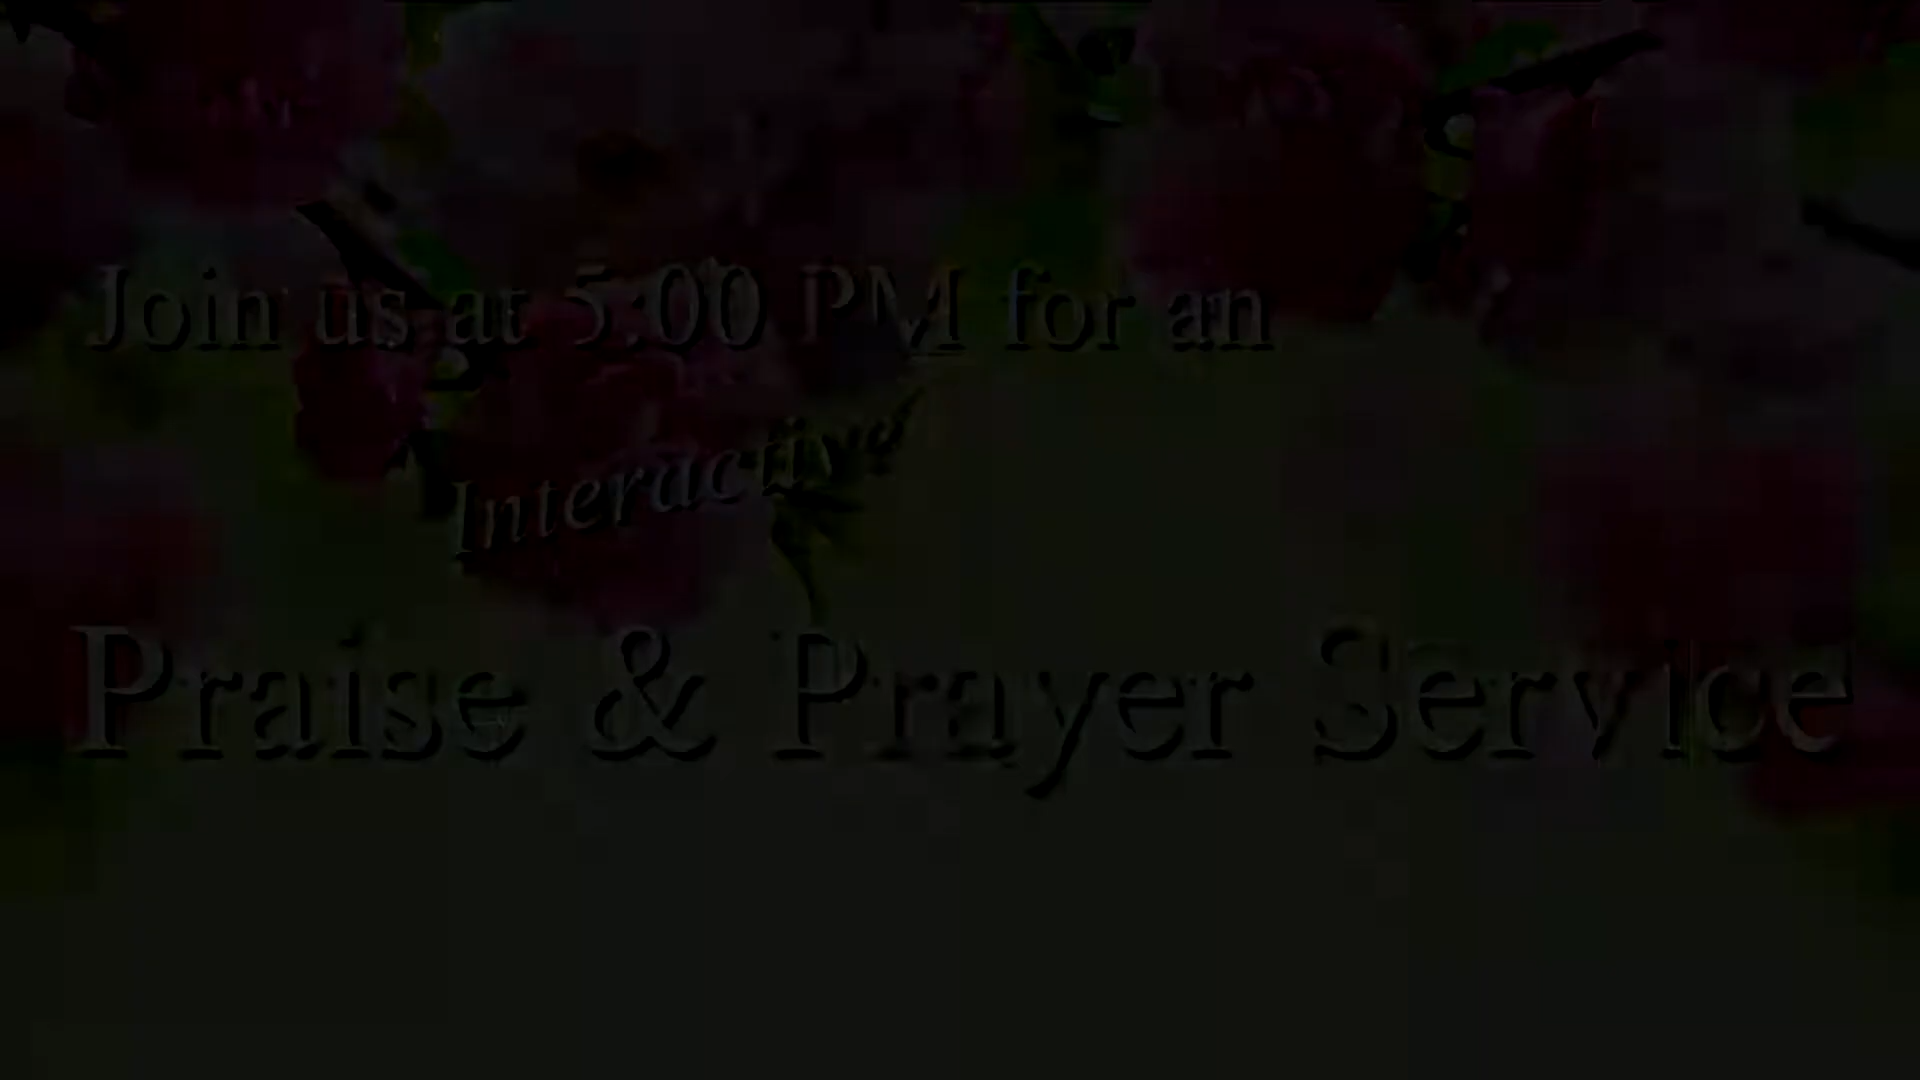 Join us at 5:00 PM for an
Interactive
Praise & Prayer Service